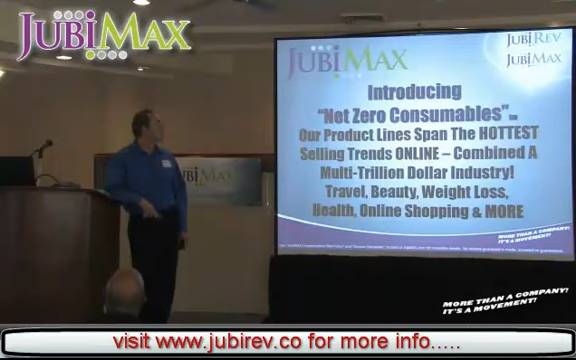 JUBIMAX
JUBIMAX
JUBIREV
JUBIMAX
Introducing
"Net Zero Consumables"
Our Product Lines Span The HOTTEST
Selling Trends ONLINE – Combined A
Multi-Trillion Dollar Industry!
Travel, Beauty, Weight Loss,
Health, Online Shopping & MORE
MORE THAN A COMPANY!
IT'S A MOVEMENT!
JUBIMAX
MORE THAN A COMPANY!
IT'S A MOVEMENT!
visit www.jubirev.co for more info.....